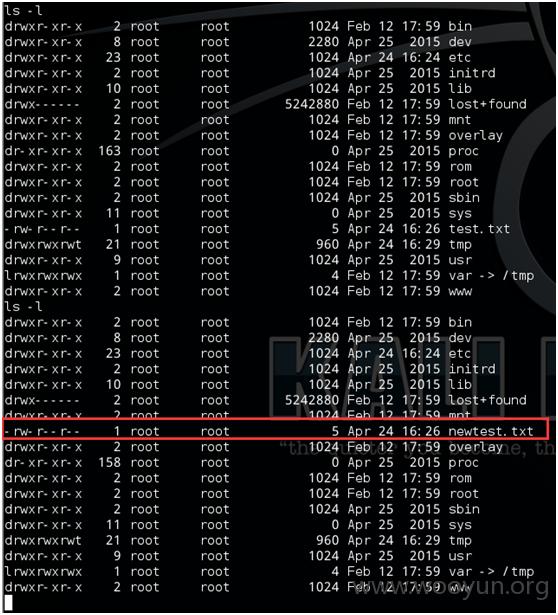 ls -l
drwxr-xr-x 2 root root 1024 Feb 12 17:59 bin
drwxr-xr-x 8 root root 2280 Apr 25 2015 dev
drwxr-xr-x 23 root root 1024 Apr 24 16:24 etc
drwxr-xr-x 2 root root 1024 Apr 25 2015 initrd
drwxr-xr-x 10 root root 1024 Apr 25 2015 lib
drwx------ 2 root root 5242880 Feb 12 17:59 lost+found
drwxr-xr-x 2 root root 1024 Feb 12 17:59 mnt
drwxr-xr-x 2 root root 1024 Feb 12 17:59 overlay
dr-xr-xr-x 163 root root 0 Apr 25 2015 proc
drwxr-xr-x 2 root root 1024 Feb 12 17:59 rom
drwxr-xr-x 2 root root 1024 Feb 12 17:59 root
drwxr-xr-x 2 root root 1024 Apr 25 2015 sbin
drwxr-xr-x 11 root root 0 Apr 25 2015 sys
-rw-r--r-- 1 root root 5 Apr 24 16:26 test.txt
drwxrwxrwt 21 root root 960 Apr 24 16:29 tmp
drwxr-xr-x 9 root root 1024 Apr 25 2015 usr
lrwxrwxrwx 1 root root 4 Feb 12 17:59 var -> /tmp
drwxr-xr-x 2 root root 1024 Feb 12 17:59 www
ls -l
drwxr-xr-x 2 root root 1024 Feb 12 17:59 bin
drwxr-xr-x 8 root root 2280 Apr 25 2015 dev
drwxr-xr-x 23 root root 1024 Apr 24 16:24 etc
drwxr-xr-x 2 root root 1024 Apr 25 2015 initrd
drwxr-xr-x 10 root root 1024 Apr 25 2015 lib
drwx------ 2 root root 5242880 Feb 12 17:59 lost+found
drwxr-xr-x 2 root root 1024 Feb 12 17:59 mnt
-rw-r--r-- 1 root root 5 Apr 24 16:26 newtest.txt
drwxr-xr-x 2 root root 1024 Feb 12 17:59 overlay
dr-xr-xr-x 158 root root 0 Apr 25 2015 proc
drwxr-xr-x 2 root root 1024 Feb 12 17:59 rom
drwxr-xr-x 2 root root 1024 Feb 12 17:59 root
drwxr-xr-x 2 root root 1024 Apr 25 2015 sbin
drwxr-xr-x 11 root root 0 Apr 25 2015 sys
drwxrwxrwt 21 root root 960 Apr 24 16:29 tmp
drwxr-xr-x 9 root root 1024 Apr 25 2015 usr
lrwxrwxrwx 1 root root 4 Feb 12 17:59 var -> /tmp
drwxr-xr-x 2 root root 1024 Feb 12 17:59 www
KALI
www.wooyun.org